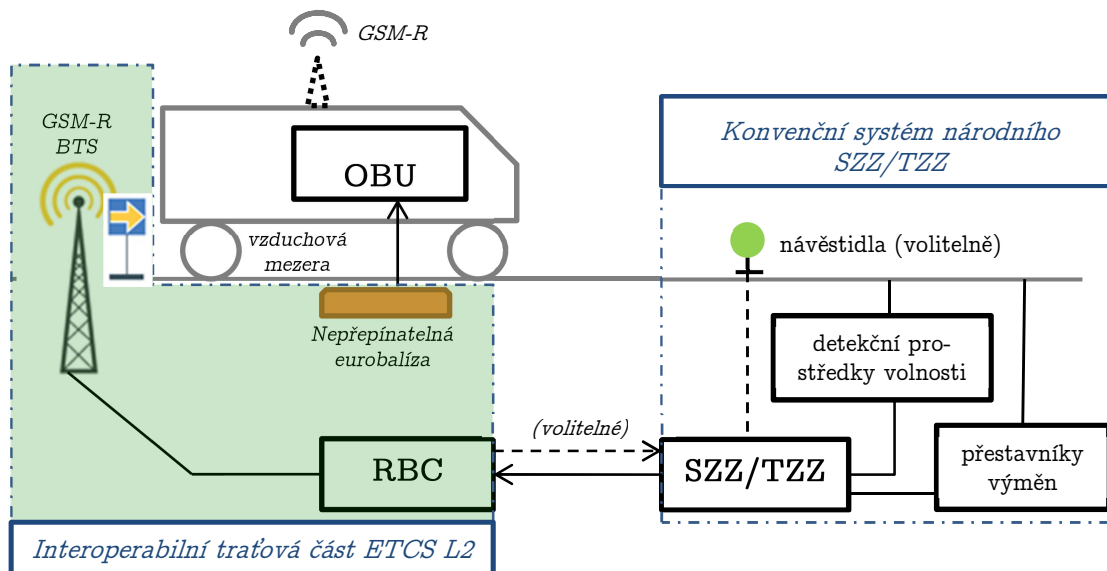 GSM-R
GSM-R
BTS
OBU
Konvenční systém národního
SZZ/TZZ
vzduchová
mezera
návěstidla (volitelně)
Nepřepínatelná
eurobalíza
detekční pro-
středky volnosti
(volitelné)
RBC
SZZ/TZZ
přestavníky
výměn
Interoperabilní traťová část ETCS L2